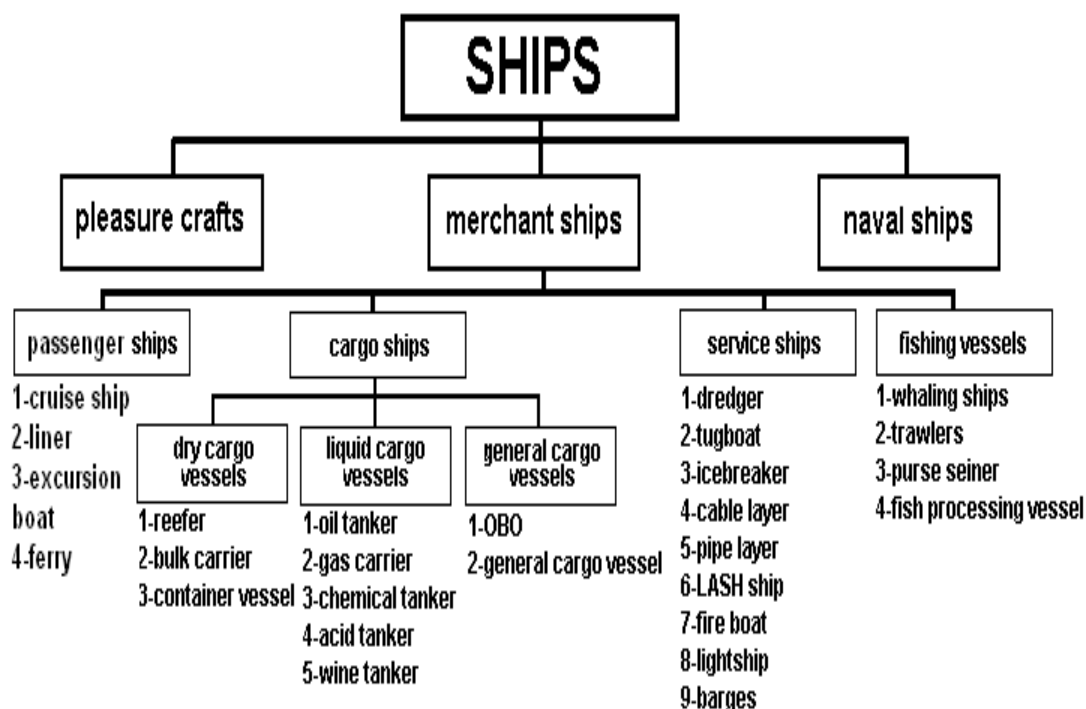 SHIPS
pleasure crafts
merchant ships
naval ships
passenger ships
1-cruise ship
2-liner
3-excursion
boat
4-ferry
cargo ships
dry cargo
vessels
1-reefer
2-bulk carrier
3-container vessel
liquid cargo
vessels
1-oil tanker
2-gas carrier
3-chemical tanker
4-acid tanker
5-wine tanker
general cargo
vessels
1-OBO
2-general cargo vessel
service ships
1-dredger
2-tugboat
3-icebreaker
4-cable layer
5-pipe layer
6-LASH ship
7-fire boat
8-lightship
9-barges
fishing vessels
1-whaling ships
2-trawlers
3-purse seiner
4-fish processing vessel